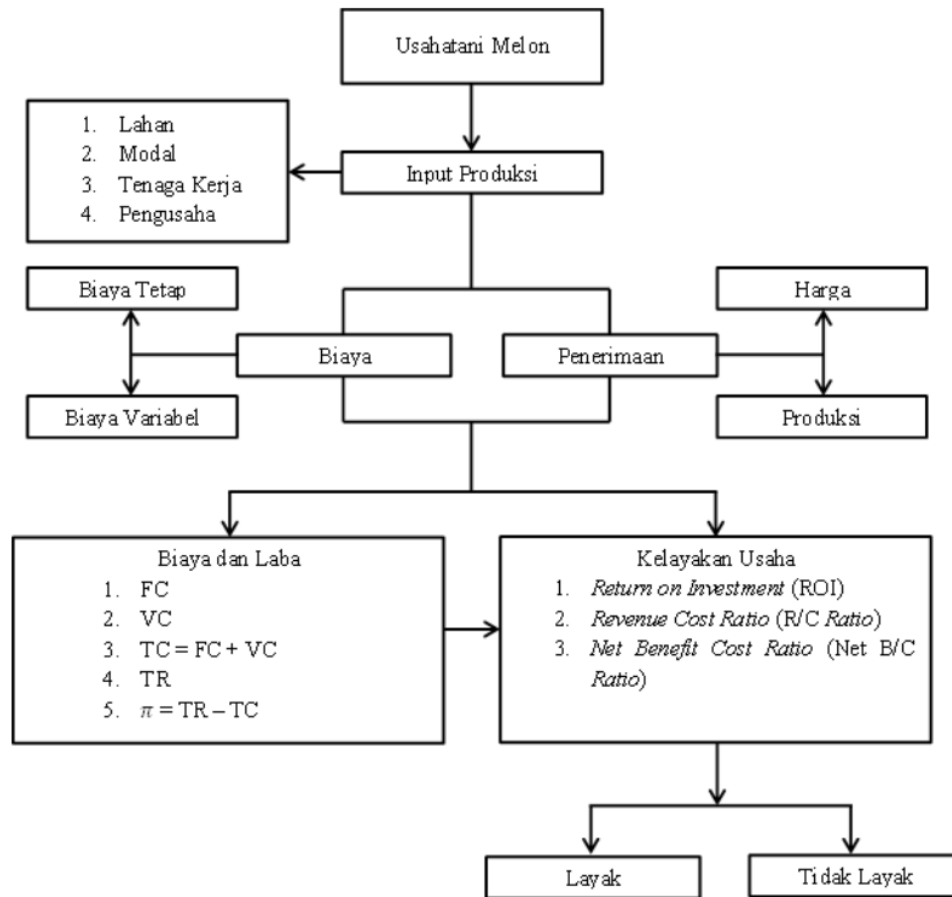 Usahatani Melon
1. Lahan
2. Modal
3. Tenaga Kerja
4. Pengusaha
Input Produksi
Biaya Tetap
Harga
Biaya
Penerimaan
Biaya Variabel
Produksi
Biaya dan Laba
1. FC
2. VC
3. TC = FC + VC
4. TR
5. π = TR – TC
Kelayakan Usaha
1. Return on Investment (ROI)
2. Revenue Cost Ratio (R/C Ratio)
3. Net Benefit Cost Ratio (Net B/C
Ratio)
Layak
Tidak Layak